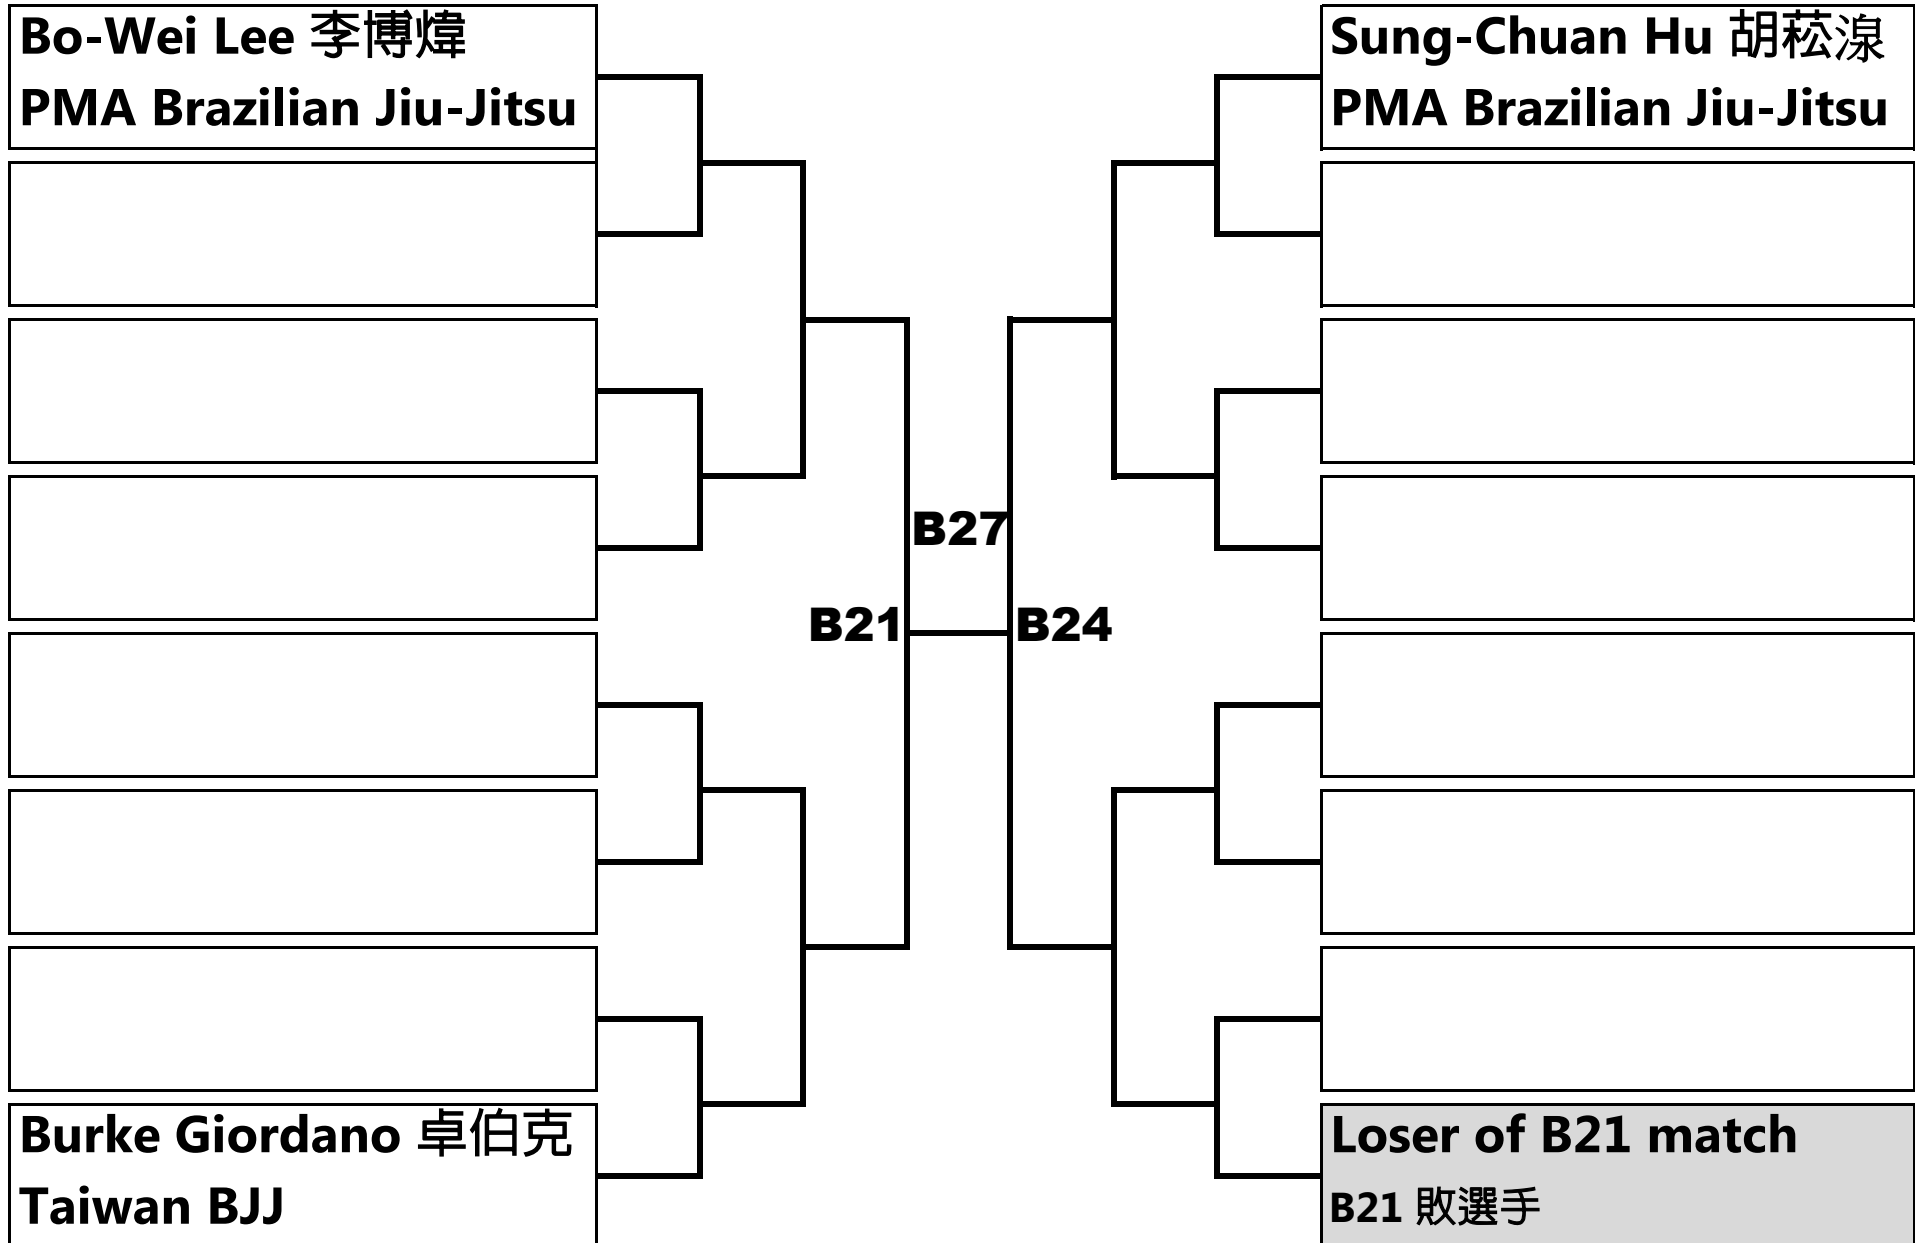 Bo-Wei Lee 李博煒
PMA Brazilian Jiu-Jitsu
Sung-Chuan Hu 胡菘湶
PMA Brazilian Jiu-Jitsu
B27
B21
B24
Burke Giordano 卓伯克
Taiwan BJJ
Loser of B21 match
B21 敗選手